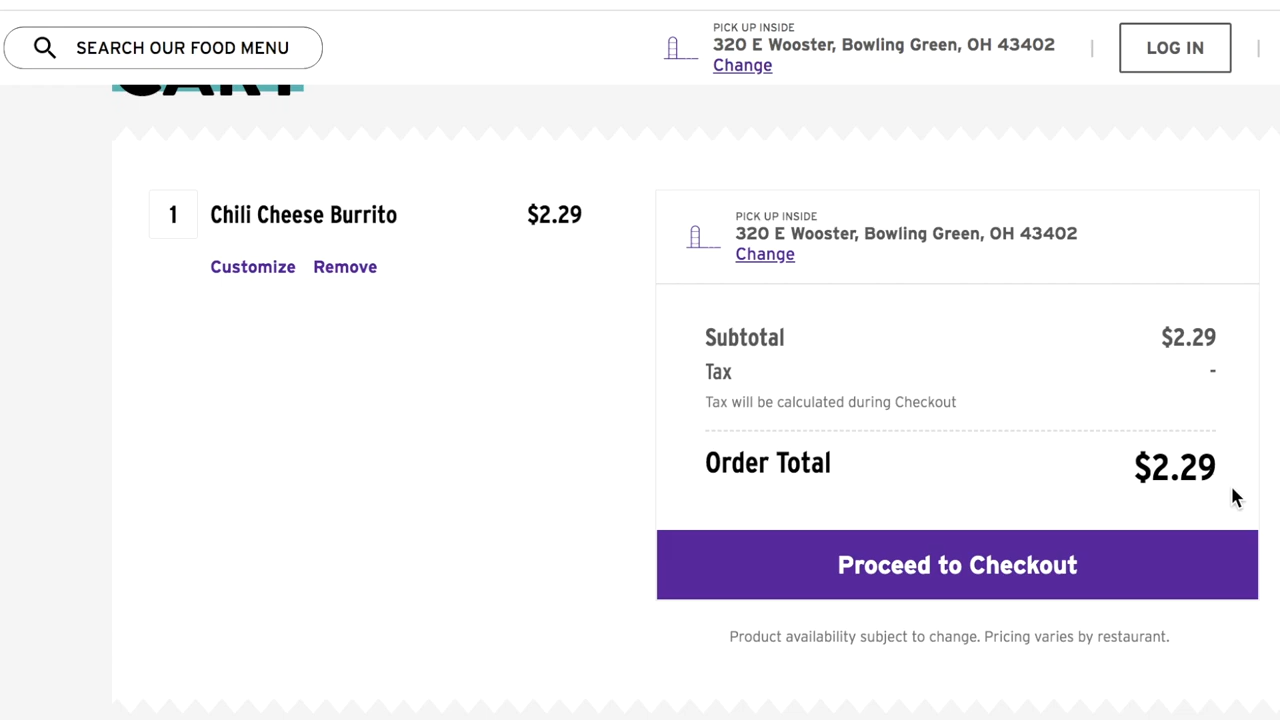 SEARCH OUR FOOD MENU
PICK UP INSIDE
320 E Wooster, Bowling Green, OH 43402
Change
LOG IN
CART
1 Chili Cheese Burrito $2.29
Customize Remove
PICK UP INSIDE
320 E Wooster, Bowling Green, OH 43402
Change
Subtotal $2.29
Tax -
Tax will be calculated during Checkout
Order Total $2.29
Proceed to Checkout
Product availability subject to change. Pricing varies by restaurant.